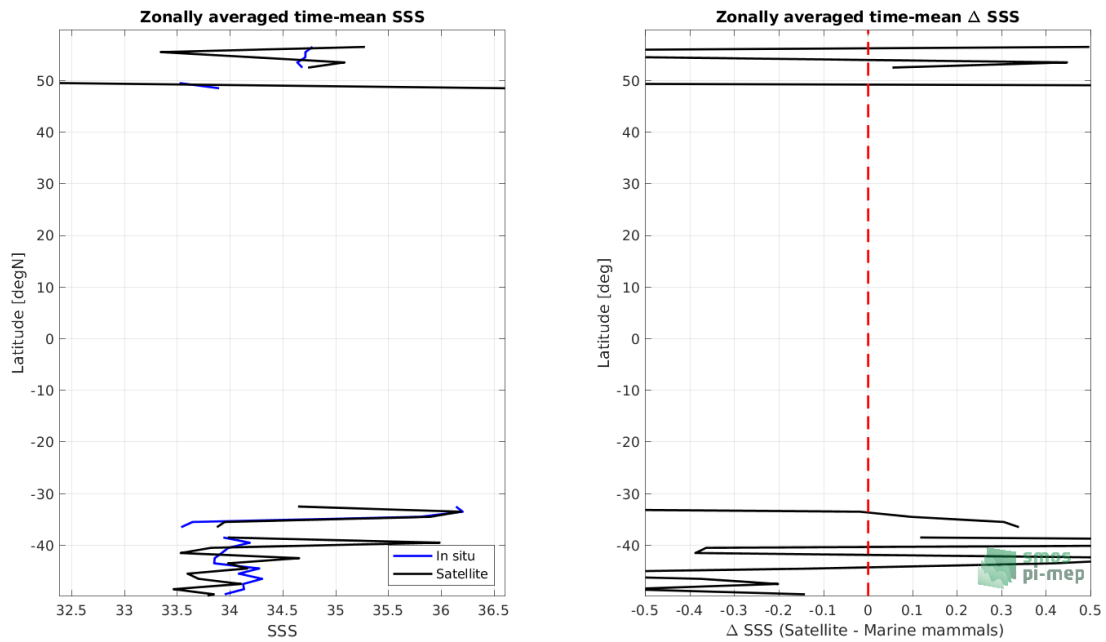 Zonally averaged time-mean SSS
50
40
30
20
10
0
-10
-20
-30
-40
Latitude [degN]
In situ
Satellite
32.5 33 33.5 34 34.5 35 35.5 36 36.5
SSS
Zonally averaged time-mean Δ SSS
50
40
30
20
10
0
-10
-20
-30
-40
Latitude [deg]
smos
pi-mep
-0.5 -0.4 -0.3 -0.2 -0.1 0 0.1 0.2 0.3 0.4 0.5
Δ SSS (Satellite - Marine mammals)